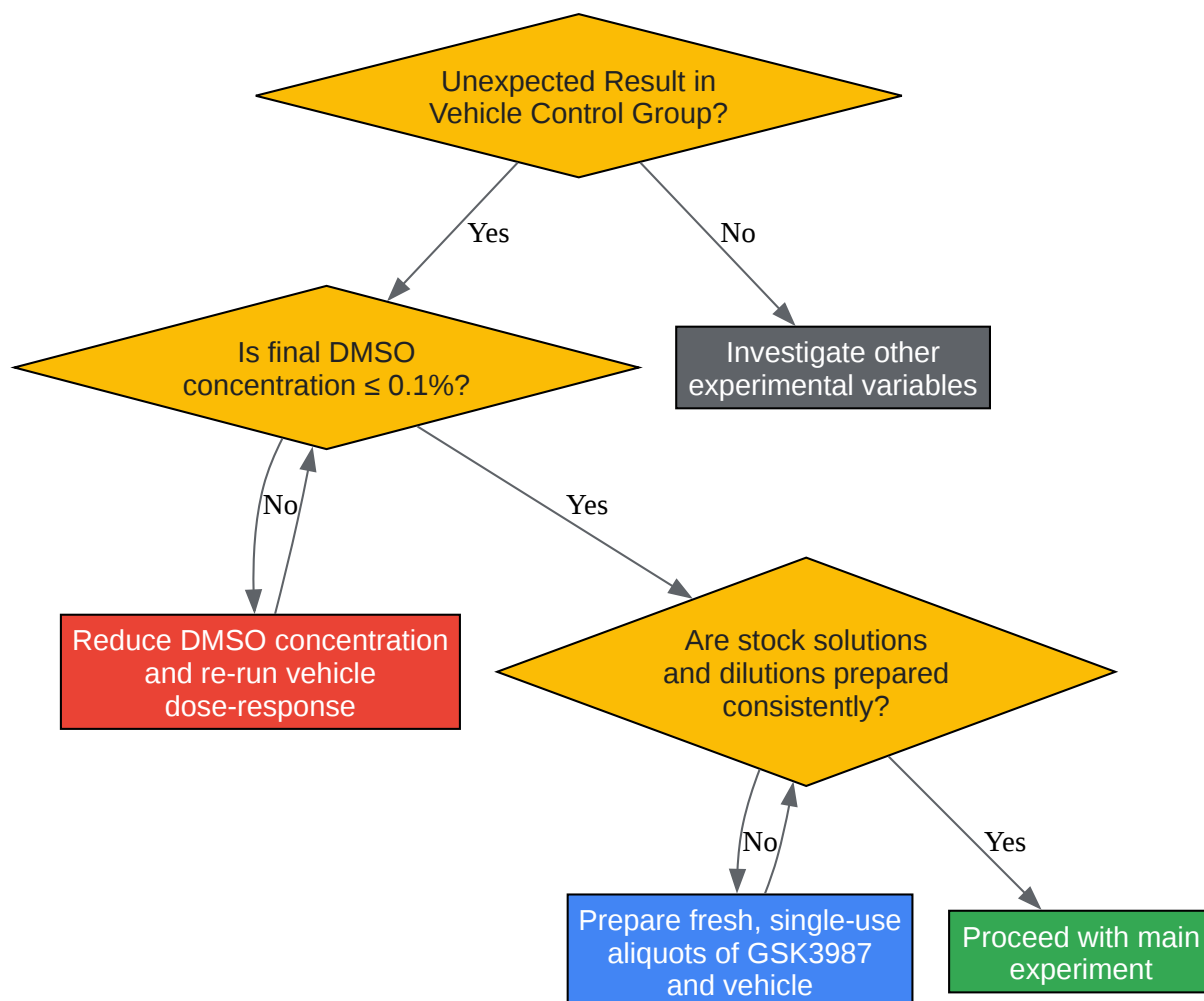 Unexpected Result in
Vehicle Control Group?
Yes
No
Is final DMSO
concentration ≤ 0.1%?
Investigate other
experimental variables
No
Yes
Reduce DMSO concentration
and re-run vehicle
dose-response
Are stock solutions
and dilutions prepared
consistently?
No
Yes
Prepare fresh, single-use
aliquots of GSK3987
and vehicle
Proceed with main
experiment